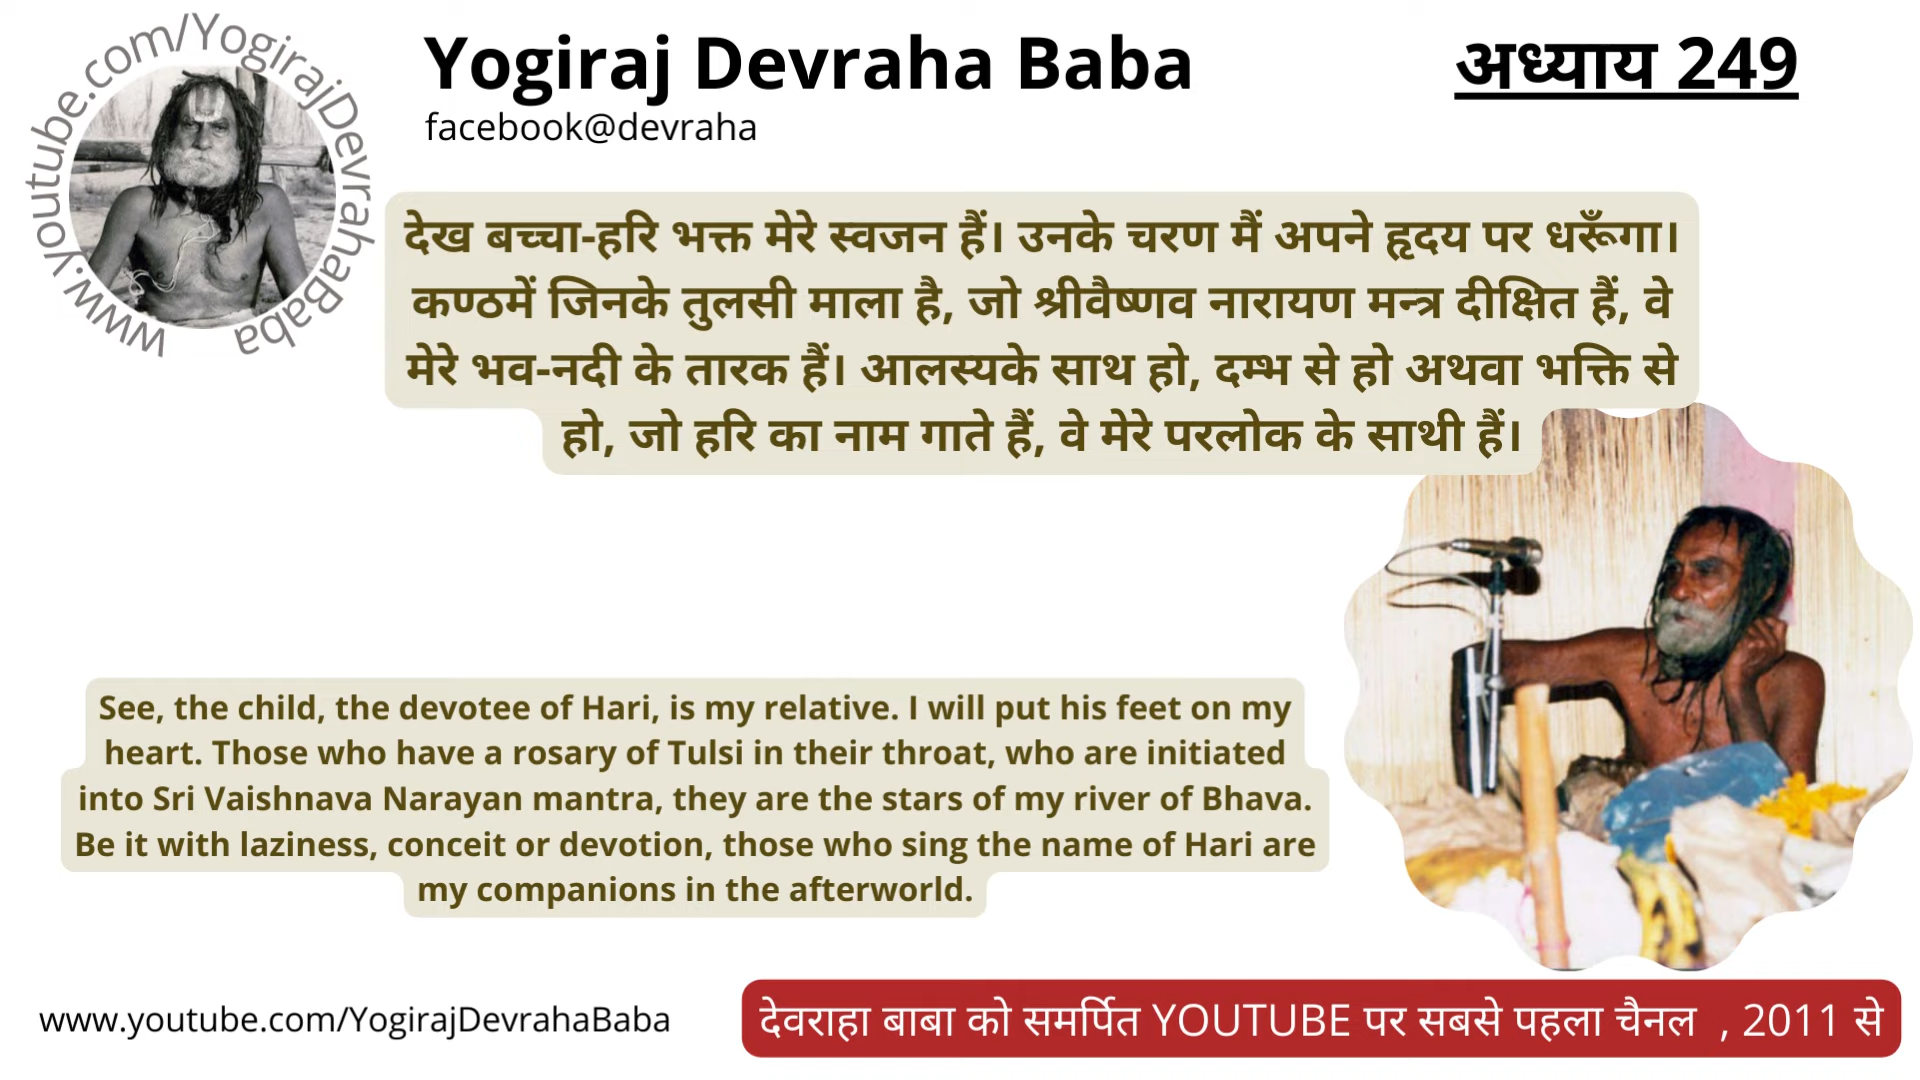 www.youtube.com/YogirajDevrahaBaba
Yogiraj Devraha Baba
facebook@devraha
अध्याय 249
देख बच्चा-हरि भक्त मेरे स्वजन हैं। उनके चरण मैं अपने हृदय पर धरूँगा।
कण्ठमें जिनके तुलसी माला है, जो श्रीवैष्णव नारायण मन्त्र दीक्षित हैं, वे
मेरे भव-नदी के तारक हैं। आलस्यके साथ हो, दम्भ से हो अथवा भक्ति से
हो, जो हरि का नाम गाते हैं, वे मेरे परलोक के साथी हैं।
See, the child, the devotee of Hari, is my relative. I will put his feet on my
heart. Those who have a rosary of Tulsi in their throat, who are initiated
into Sri Vaishnava Narayan mantra, they are the stars of my river of Bhava.
Be it with laziness, conceit or devotion, those who sing the name of Hari are
my companions in the afterworld.
www.youtube.com/YogirajDevrahaBaba
देवराहा बाबा को समर्पित YOUTUBE पर सबसे पहला चैनल , 2011 से